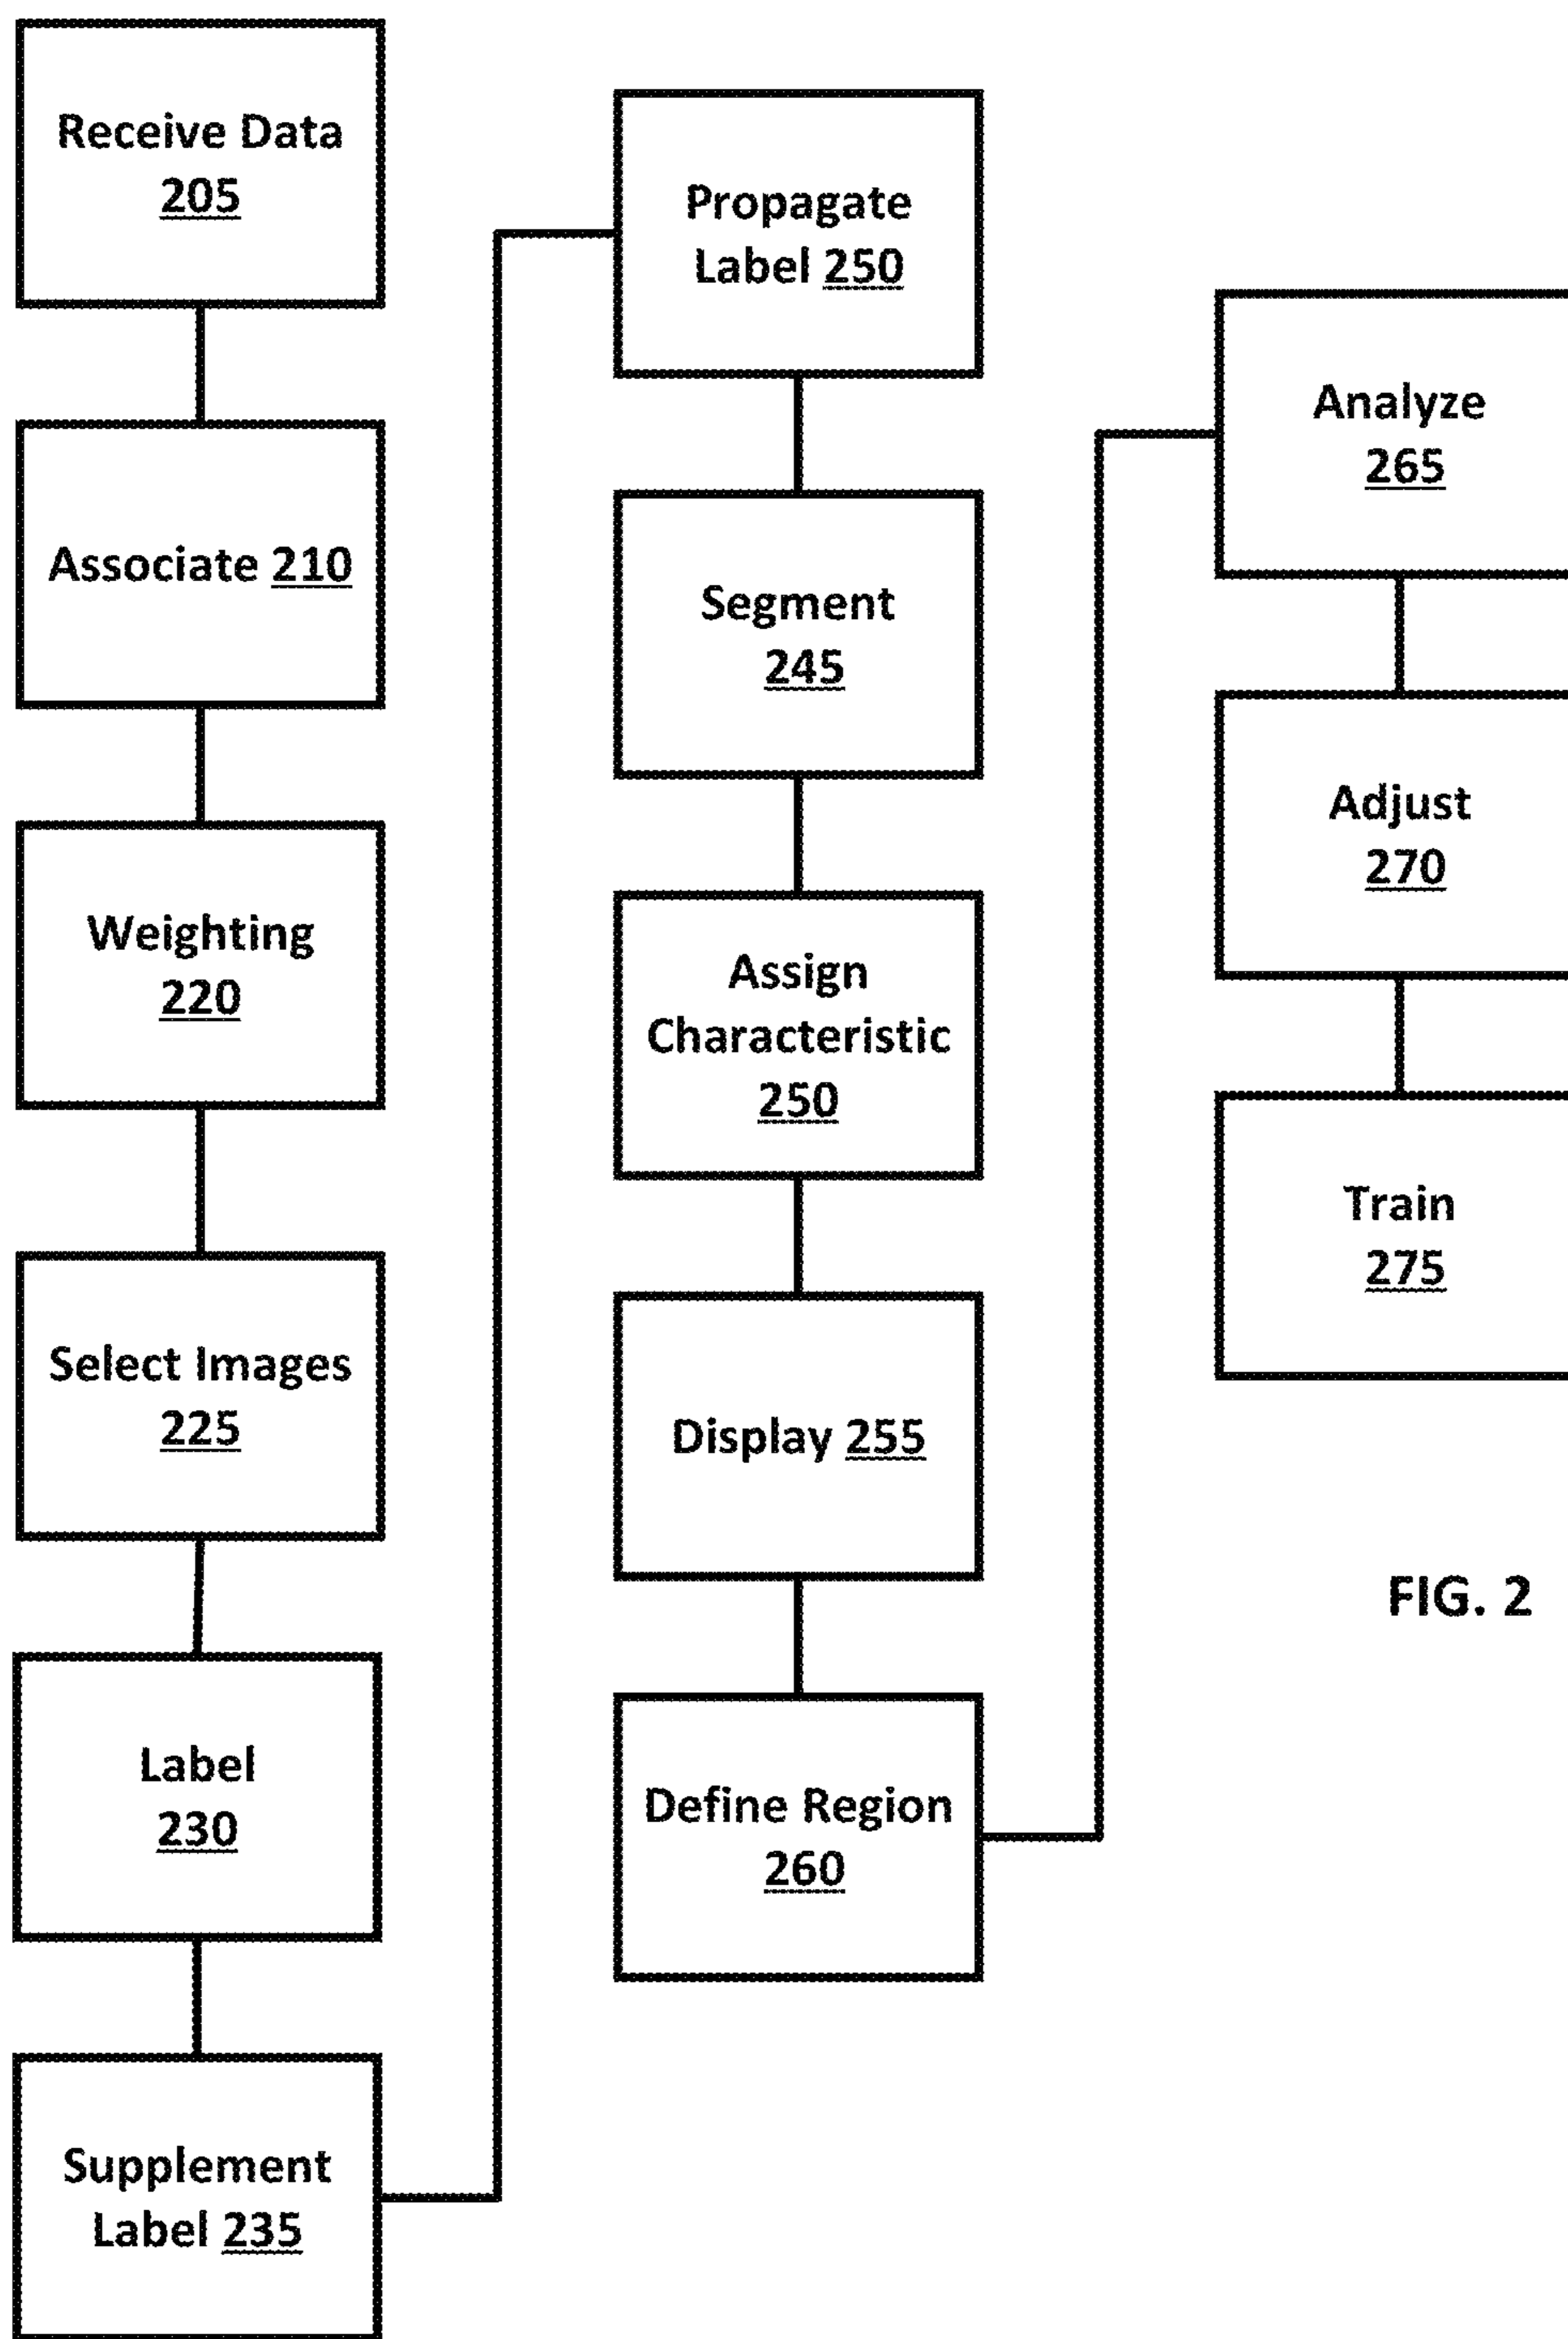 Receive Data
205
Associate 210
Weighting
220
Select Images
225
Label
230
Supplement
Label 235
Propagate
Label 250
Segment
245
Assign
Characteristic
250
Display 255
Define Region
260
Analyze
265
Adjust
270
Train
275
FIG. 2